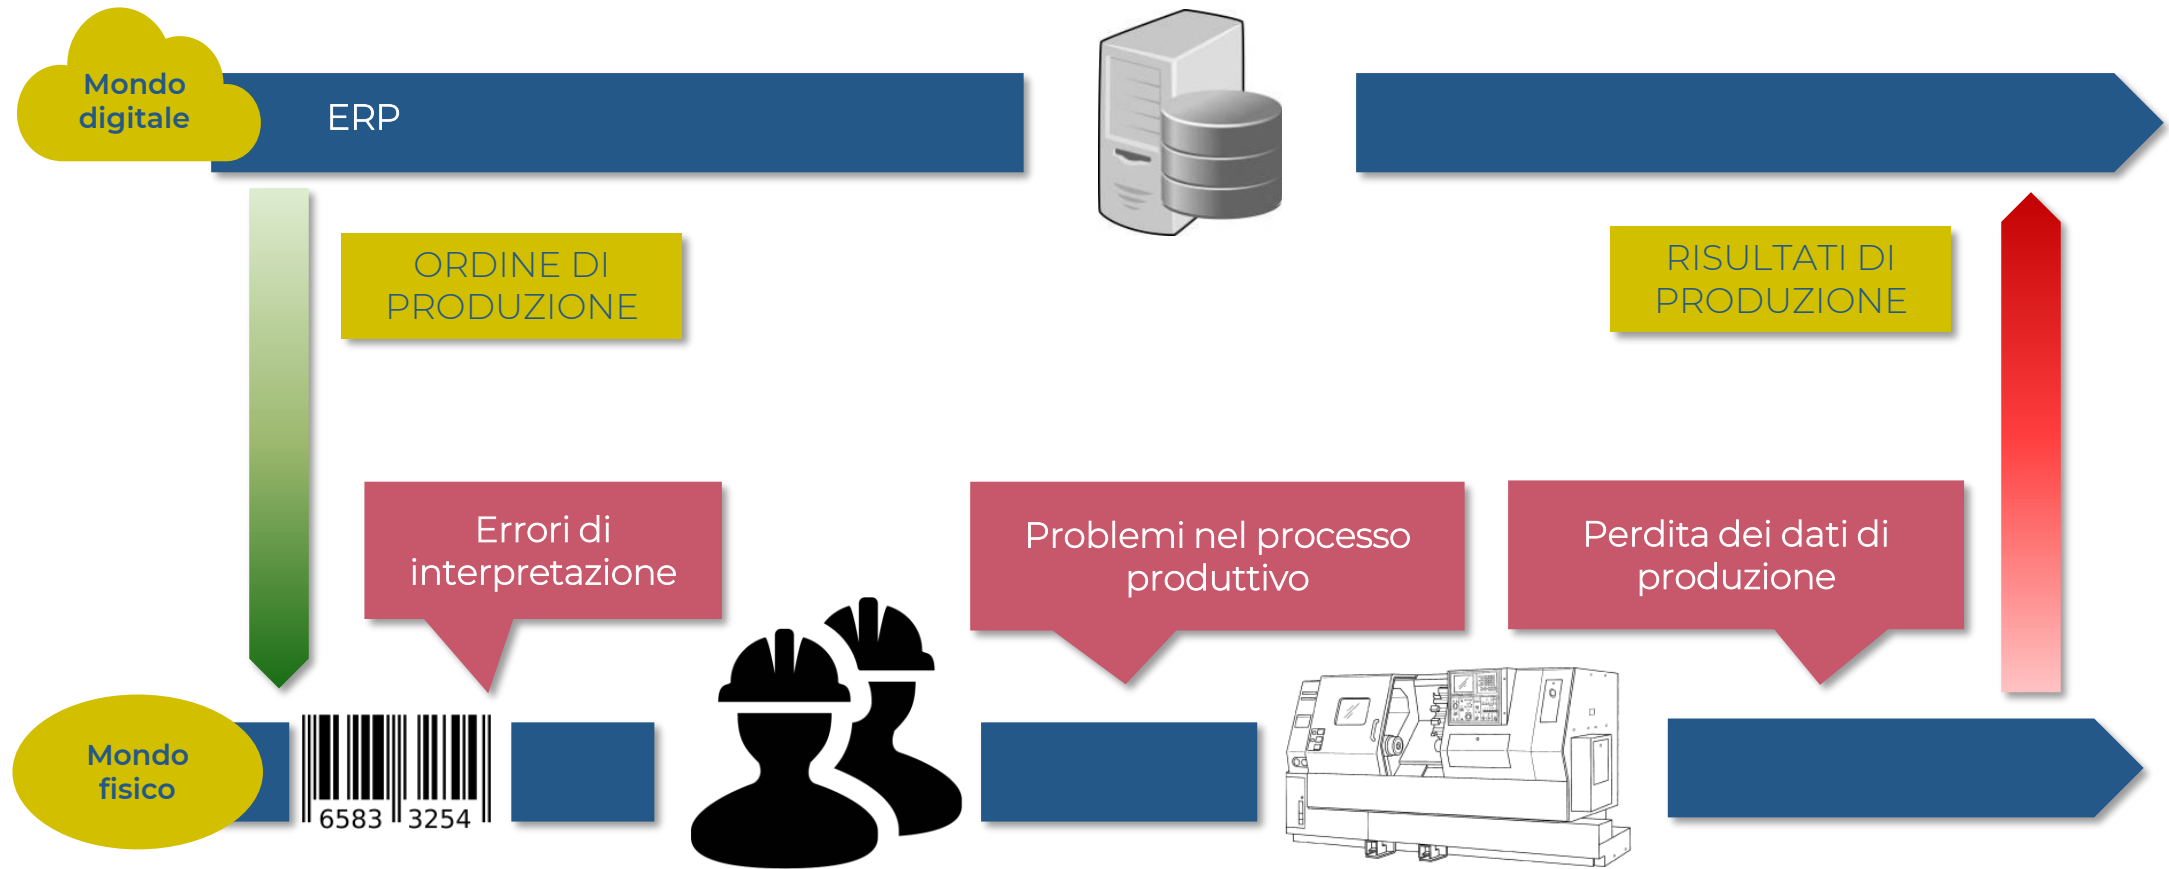 Mondo
digitale
ERP
ORDINE DI
PRODUZIONE
RISULTATI DI
PRODUZIONE
Errori di
interpretazione
Problemi nel processo
produttivo
Perdita dei dati di
produzione
Mondo
fisico
6583 3254